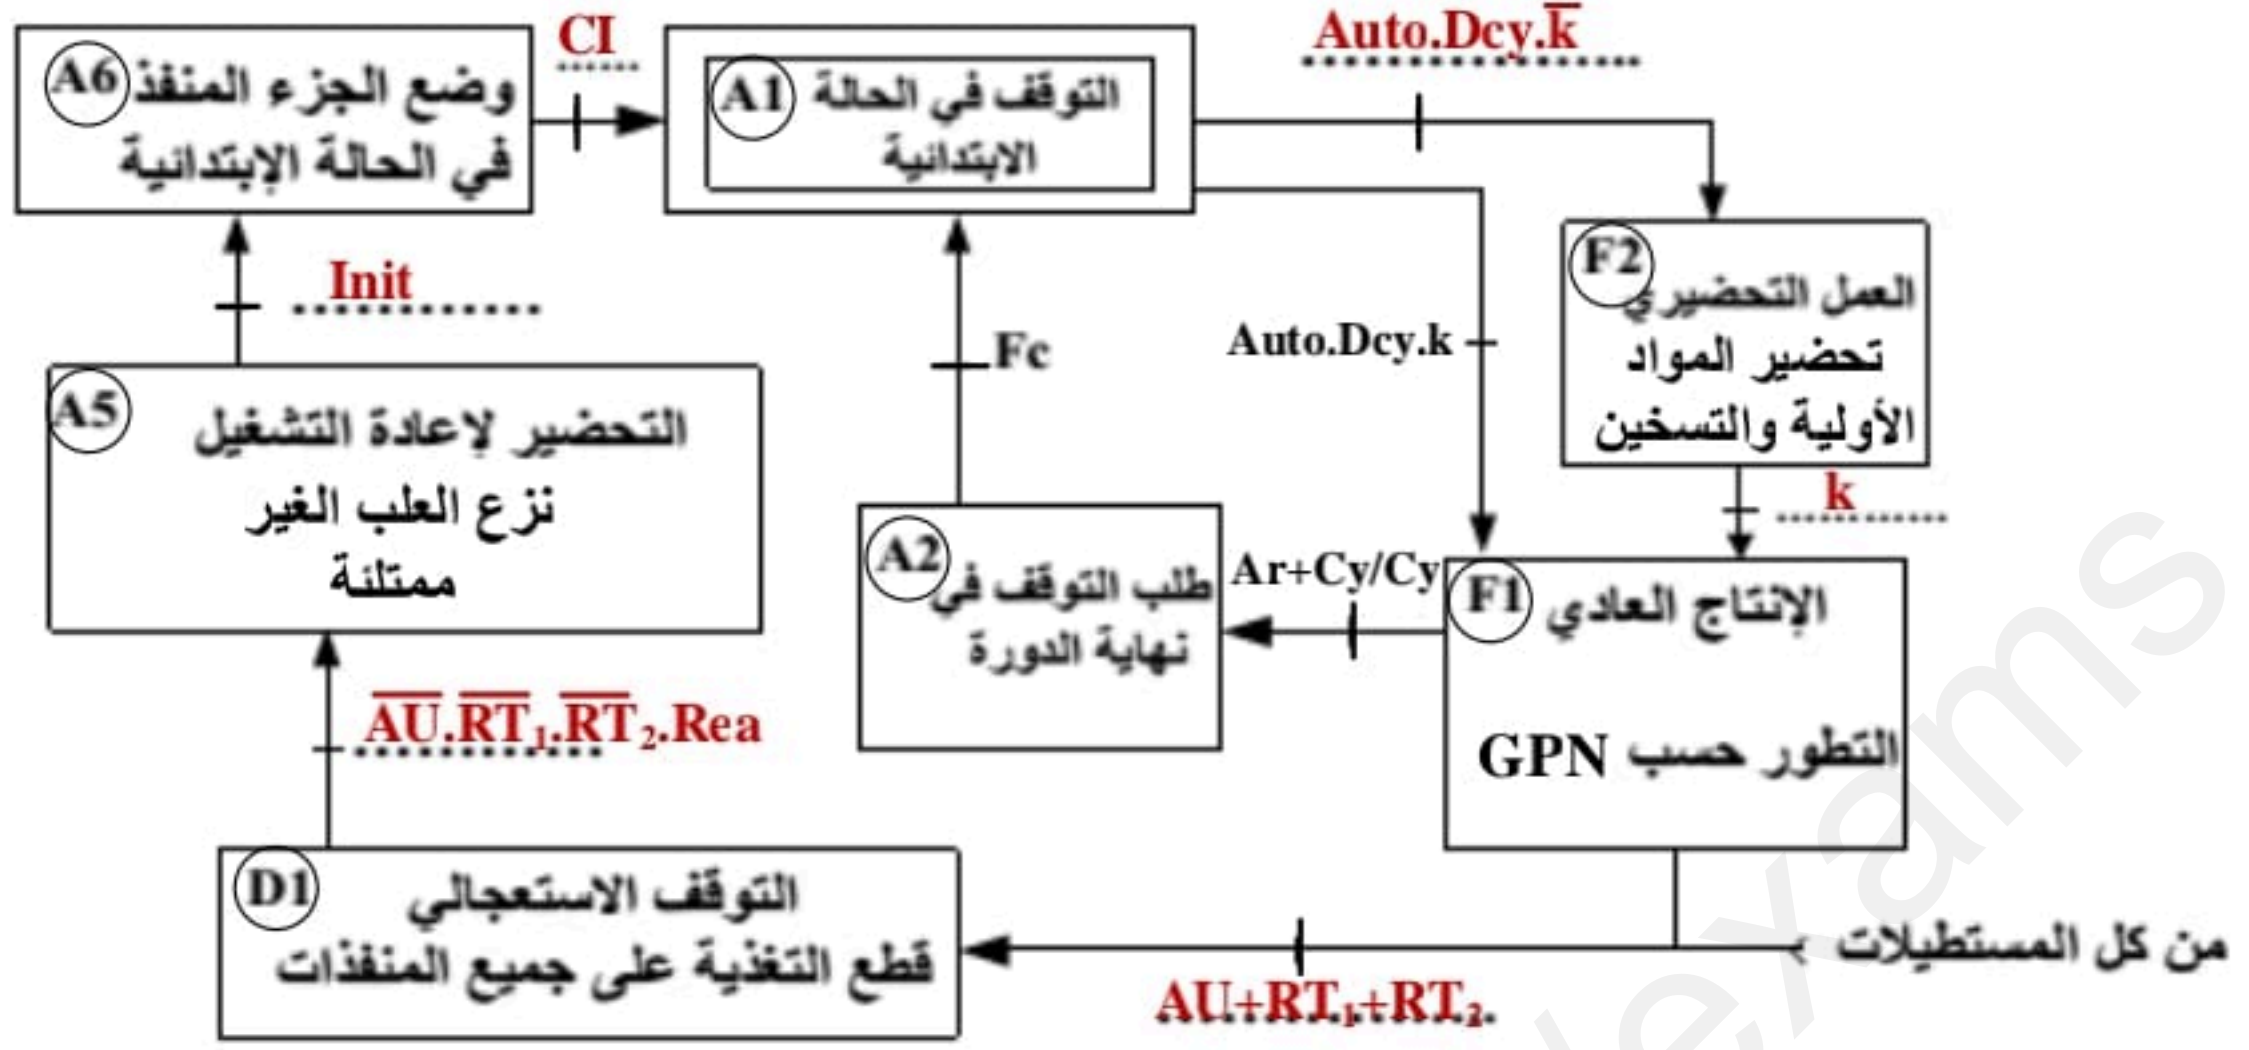 A6
وضع الجزء المنفذ
في الحالة الإبتدائية
CI
A1
التوقف في الحالة
الابتدائية
Auto.Dcy.k̅
F2
العمل التحضيري
تحضير المواد
الأولية والتسخين
Init
Fc
Auto.Dcy.k
k
A5
التحضير لإعادة التشغيل
نزع العلب الغير
ممتلئة
A2
طلب التوقف في
نهاية الدورة
Ar+Cy/Cy
F1
الإنتاج العادي
التطور حسب GPN
A̅U̅.R̅T̅₁.R̅T̅₂.Rea
D1
التوقف الاستعجالي
قطع التغذية على جميع المنفذات
من كل المستطيلات
AU+RT₁+RT₂.
exams